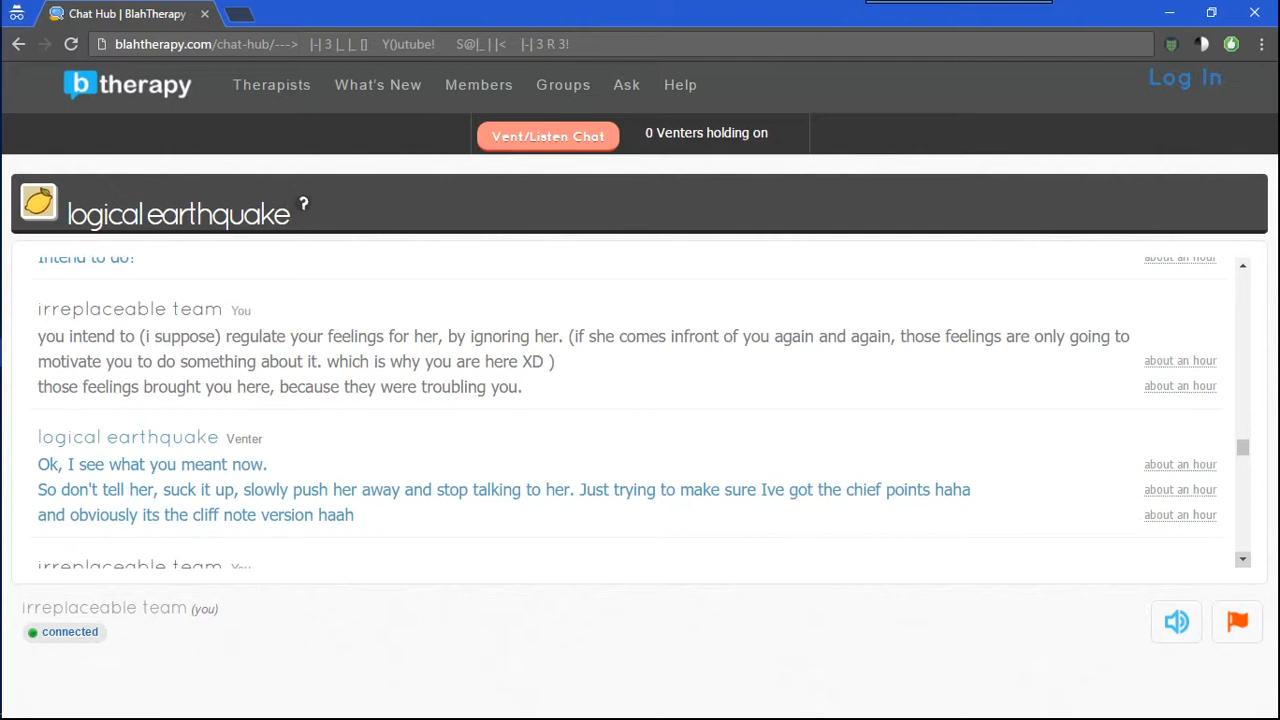 Chat Hub | BlahTherapy
blahtherapy.com/chat-hub/---> |-| 3 |_ |_ [] Y()utube! S@|_ | |< |-| 3 R 3!
btherapy
Therapists What's New Members Groups Ask Help
Log In
Vent/Listen Chat
0 Venters holding on
logical earthquake ?
Intend to do? about an hour
irreplaceable team You
you intend to (i suppose) regulate your feelings for her, by ignoring her. (if she comes infront of you again and again, those feelings are only going to
motivate you to do something about it. which is why you are here XD ) about an hour
those feelings brought you here, because they were troubling you. about an hour
logical earthquake Venter
Ok, I see what you meant now. about an hour
So don't tell her, suck it up, slowly push her away and stop talking to her. Just trying to make sure Ive got the chief points haha about an hour
and obviously its the cliff note version haah about an hour
irreplaceable team You
irreplaceable team (you)
connected